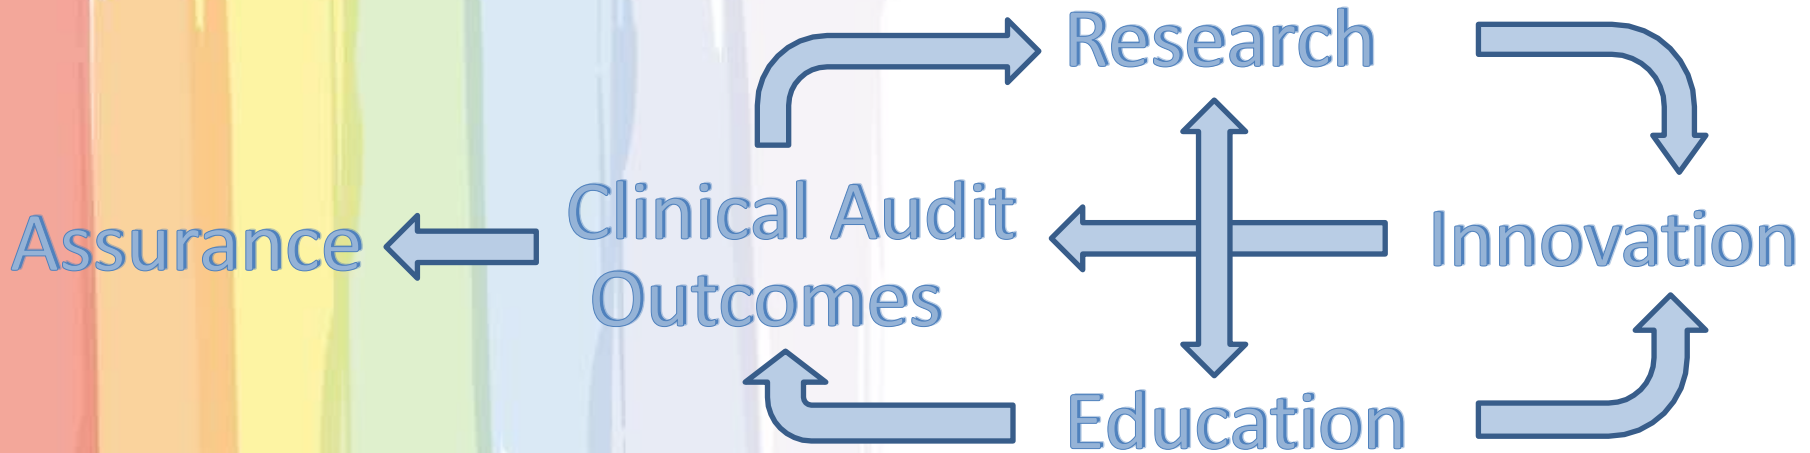 Research
Clinical Audit
Outcomes
Assurance
Innovation
Education